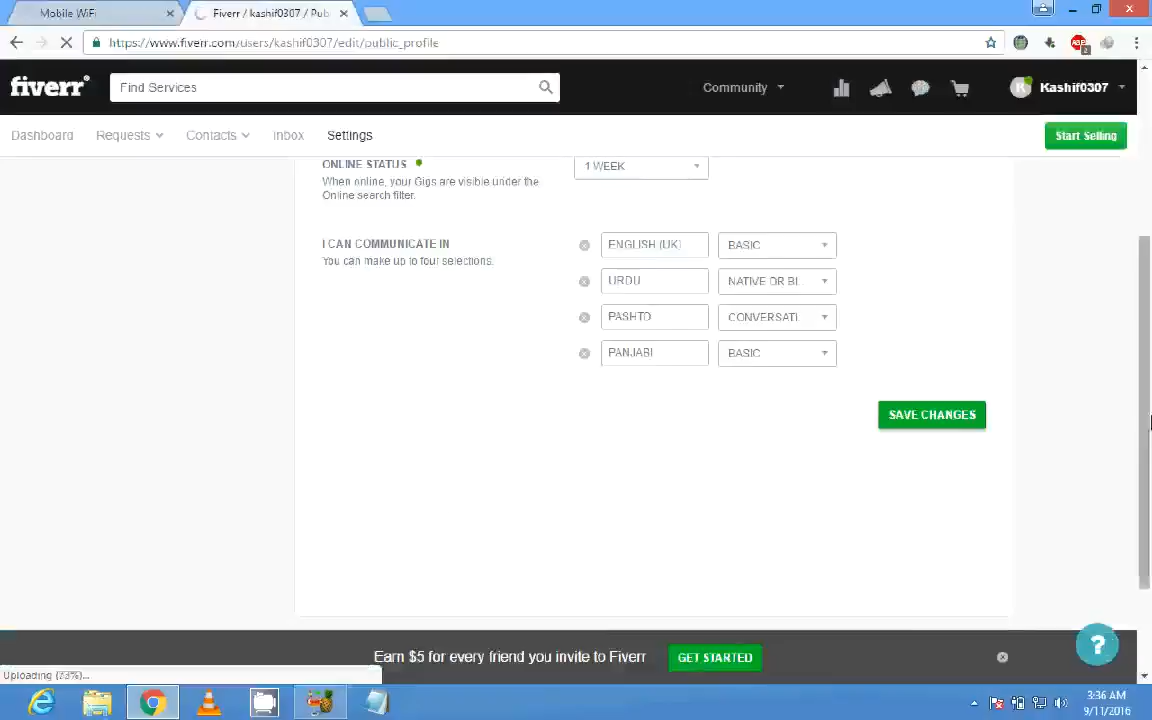 Mobile WiFi
Fiverr / kashif0307 / Pub
https://www.fiverr.com/users/kashif0307/edit/public_profile
fiverr®
Find Services
Community
Kashif0307
Dashboard
Requests
Contacts
Inbox
Settings
Start Selling
ONLINE STATUS
1 WEEK
When online, your Gigs are visible under the
Online search filter.
I CAN COMMUNICATE IN
You can make up to four selections.
ENGLISH (UK)
BASIC
URDU
NATIVE OR BI...
PASHTO
CONVERSATI
PANJABI
BASIC
SAVE CHANGES
Earn $5 for every friend you invite to Fiverr
GET STARTED
?
Uploading (33%)...
3:36 AM
9/11/2016